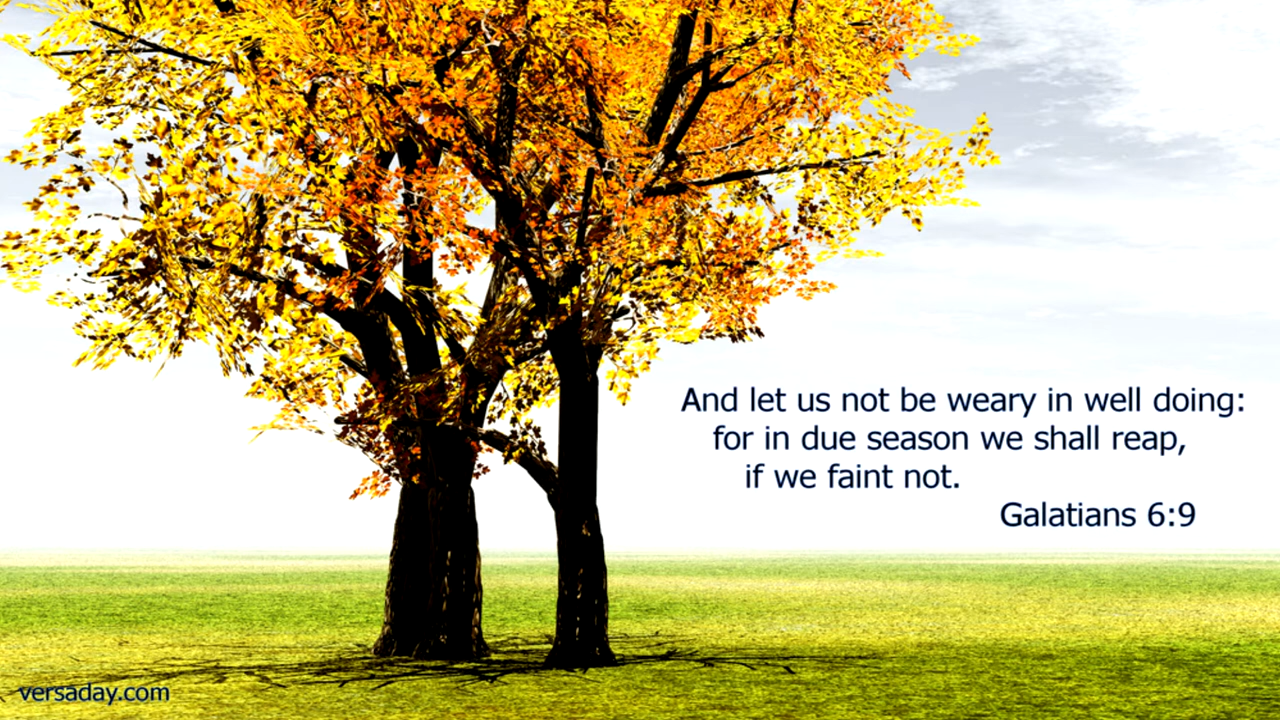 And let us not be weary in well doing:
for in due season we shall reap,
if we faint not.
Galatians 6:9
versaday.com